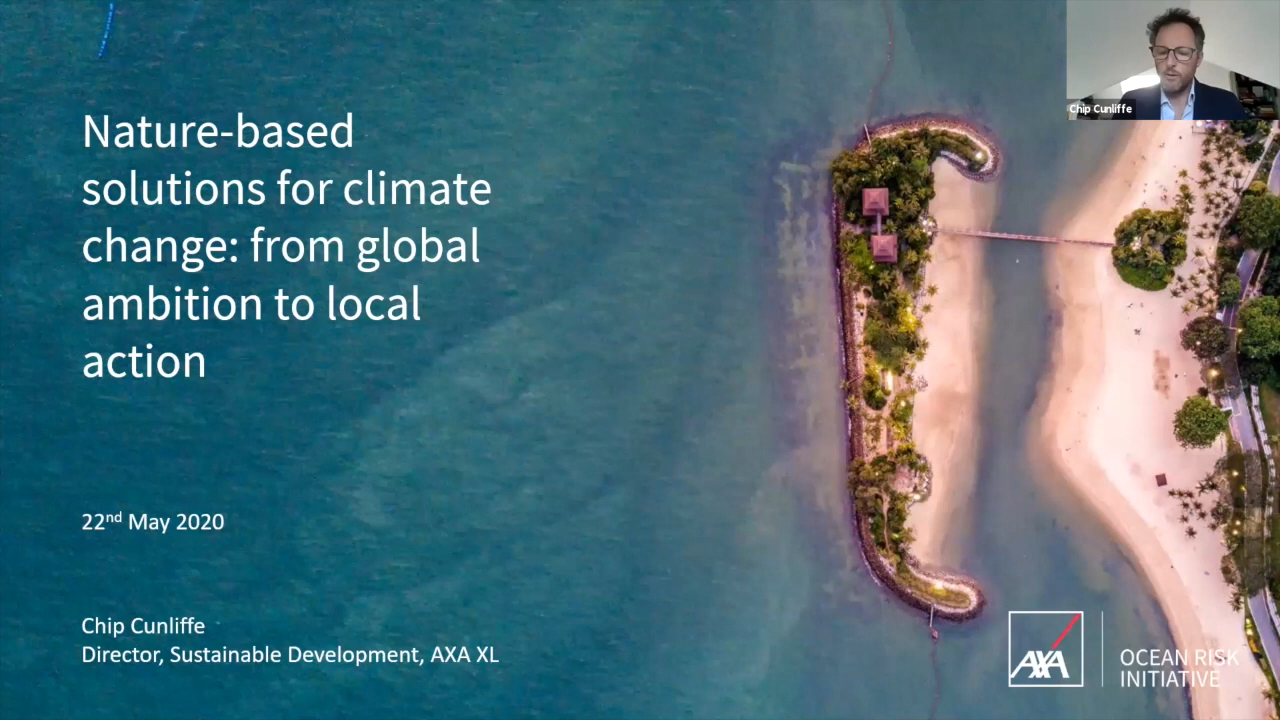 Chip Cunliffe
Nature-based
solutions for climate
change: from global
ambition to local
action
22nd May 2020
Chip Cunliffe
Director, Sustainable Development, AXA XL
AXA
OCEAN RISK
INITIATIVE